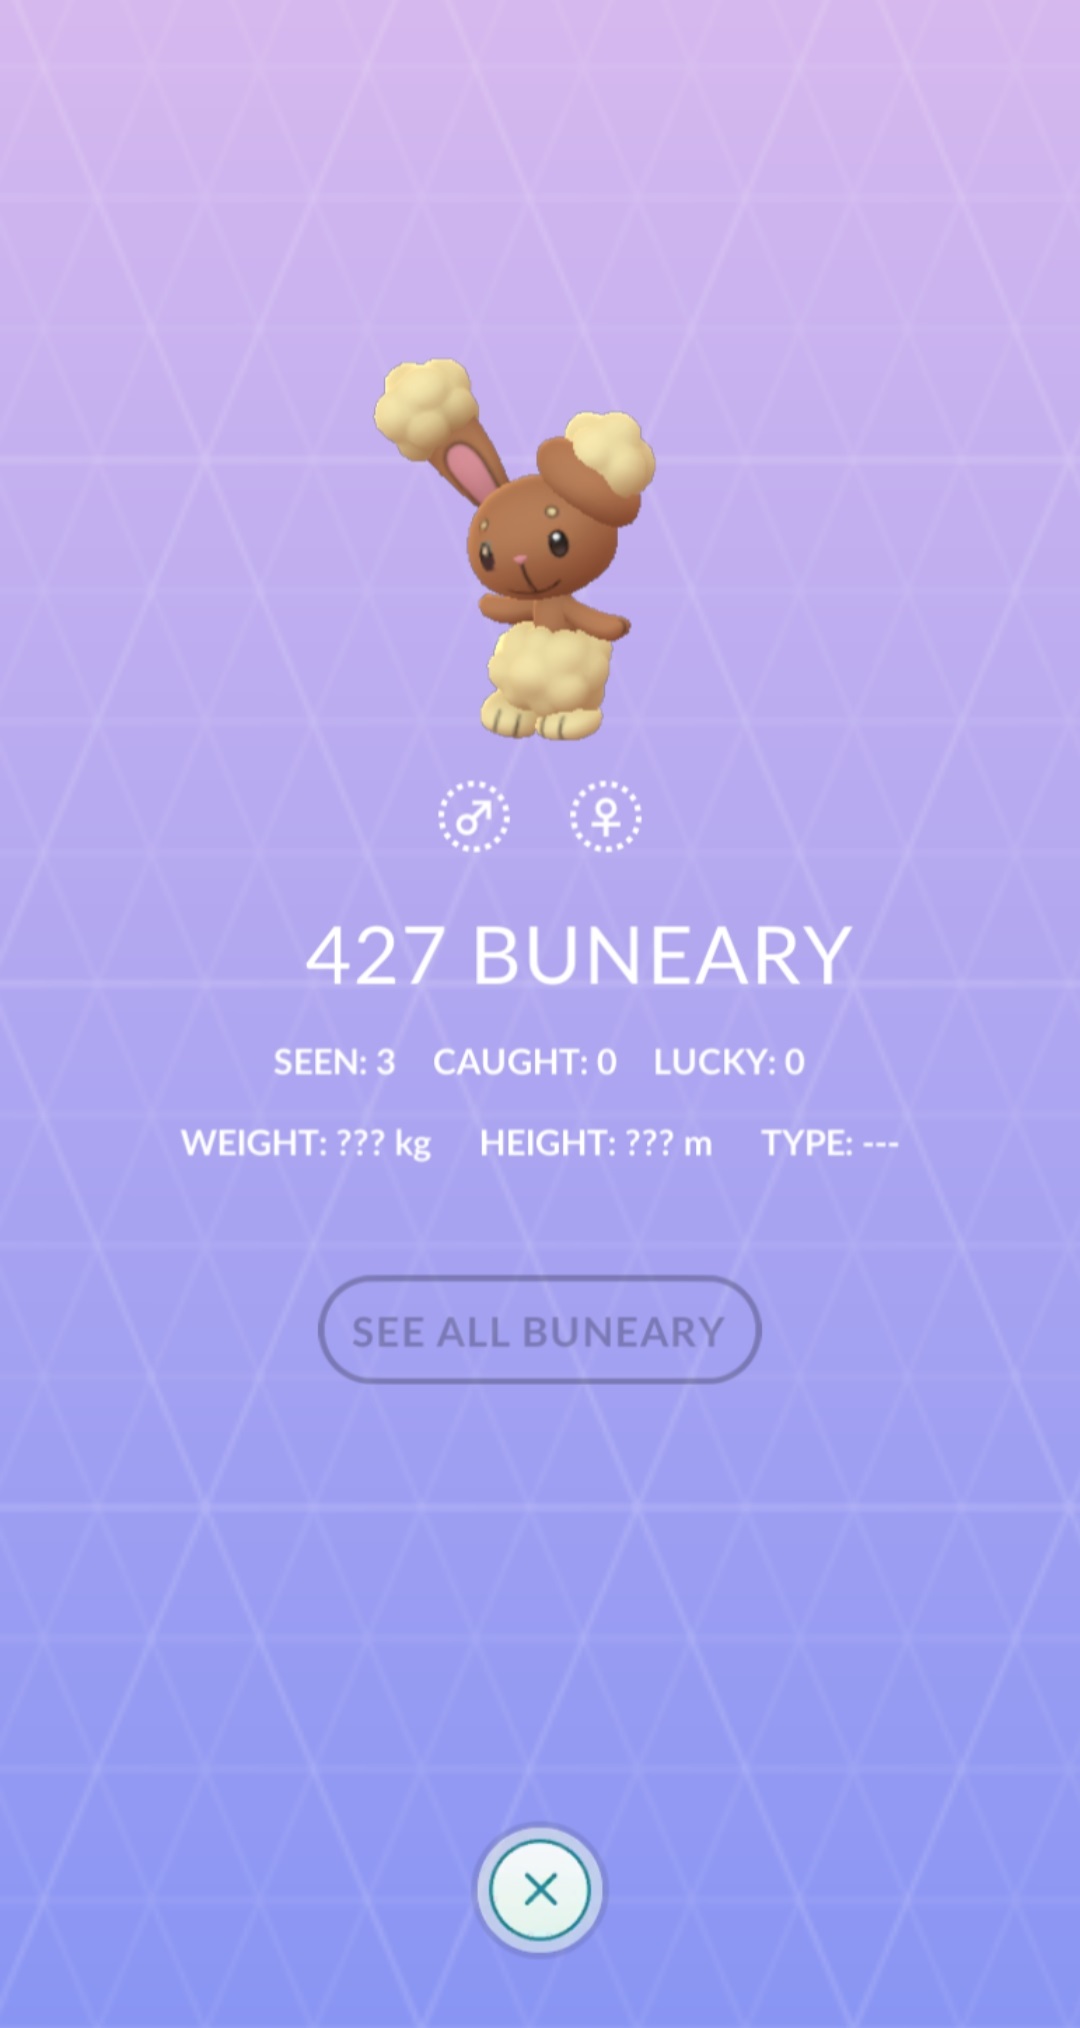 427 BUNEARY
SEEN: 3 CAUGHT: 0 LUCKY: 0
WEIGHT: ??? kg HEIGHT: ??? m TYPE: ---
SEE ALL BUNEARY